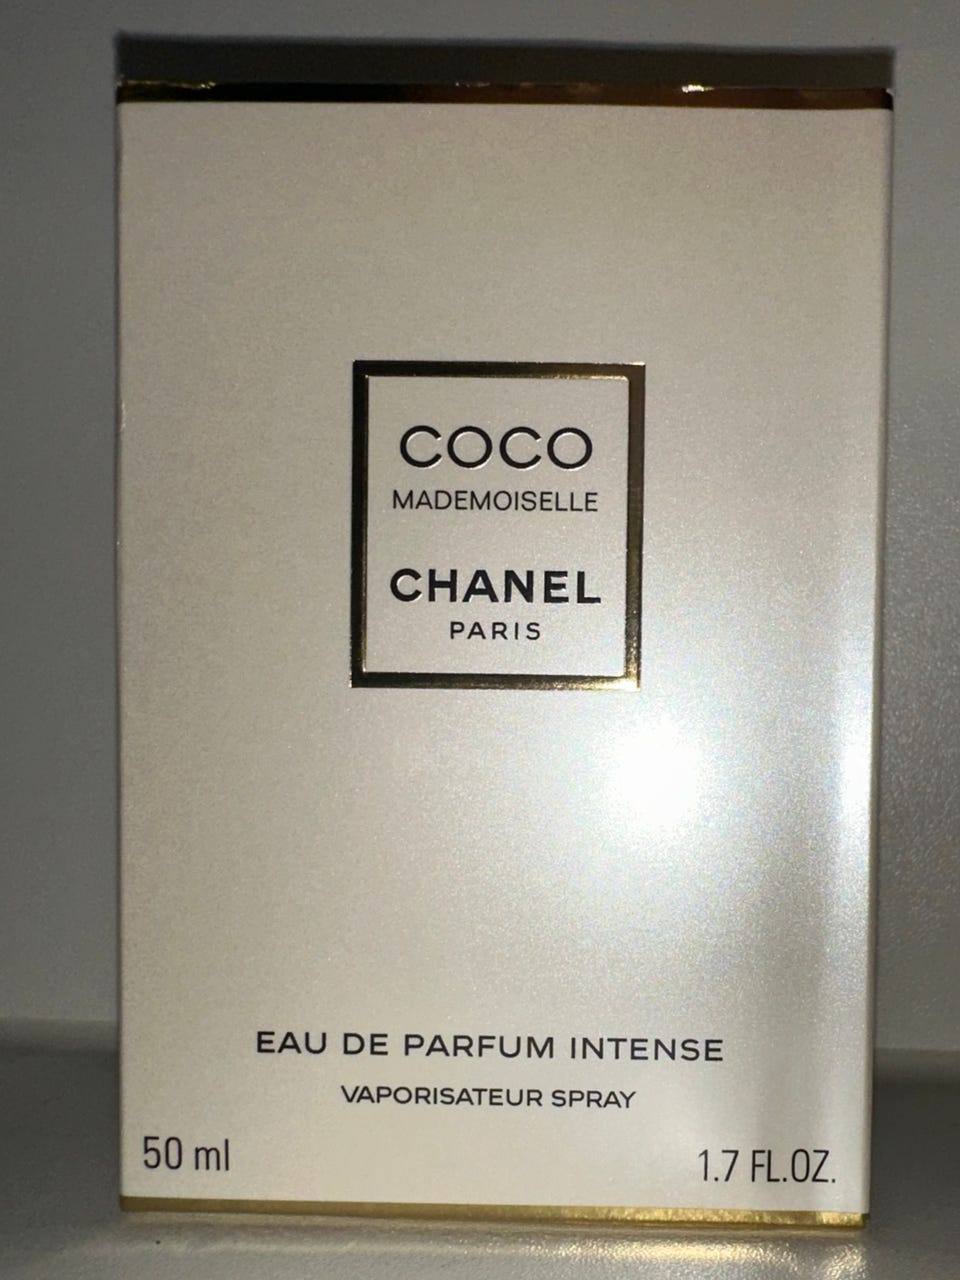 COCO
MADEMOISELLE
CHANEL
PARIS
EAU DE PARFUM INTENSE
VAPORISATEUR SPRAY
50 ml
1.7 FL.OZ.